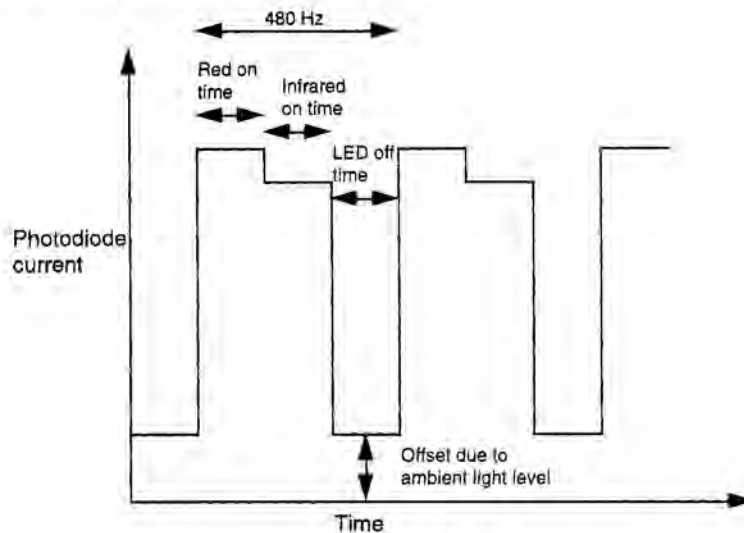 480 Hz
Red on
time
Infrared
on time
LED off
time
Photodiode
current
Offset due to
ambient light level
Time